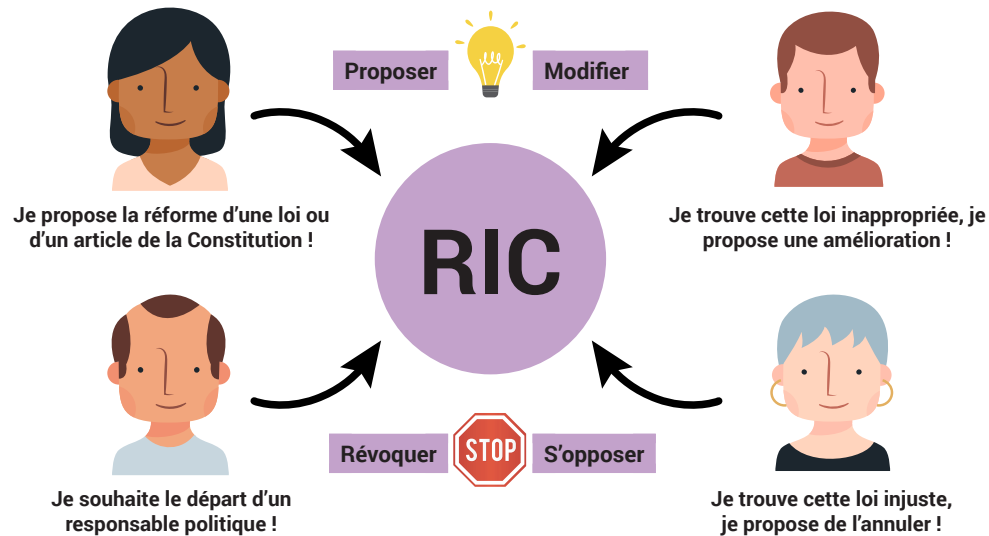 Proposer
Modifier
Je propose la réforme d'une loi ou
d'un article de la Constitution !
Je trouve cette loi inappropriée, je
propose une amélioration !
RIC
Révoquer
STOP
S'opposer
Je souhaite le départ d'un
responsable politique !
Je trouve cette loi injuste,
je propose de l'annuler !